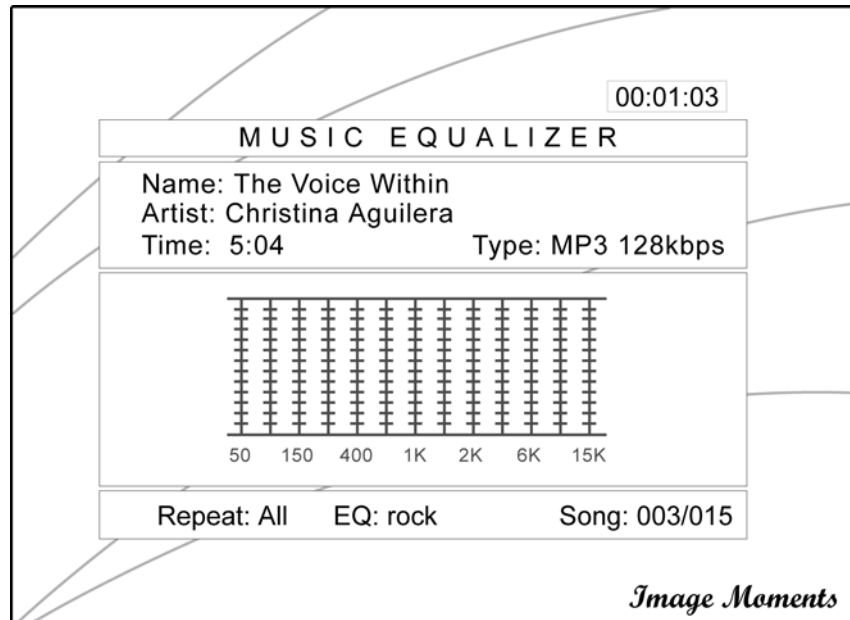 00:01:03
MUSIC EQUALIZER
Name: The Voice Within
Artist: Christina Aguilera
Time: 5:04 Type: MP3 128kbps
50 150 400 1K 2K 6K 15K
Repeat: All EQ: rock Song: 003/015
Image Moments